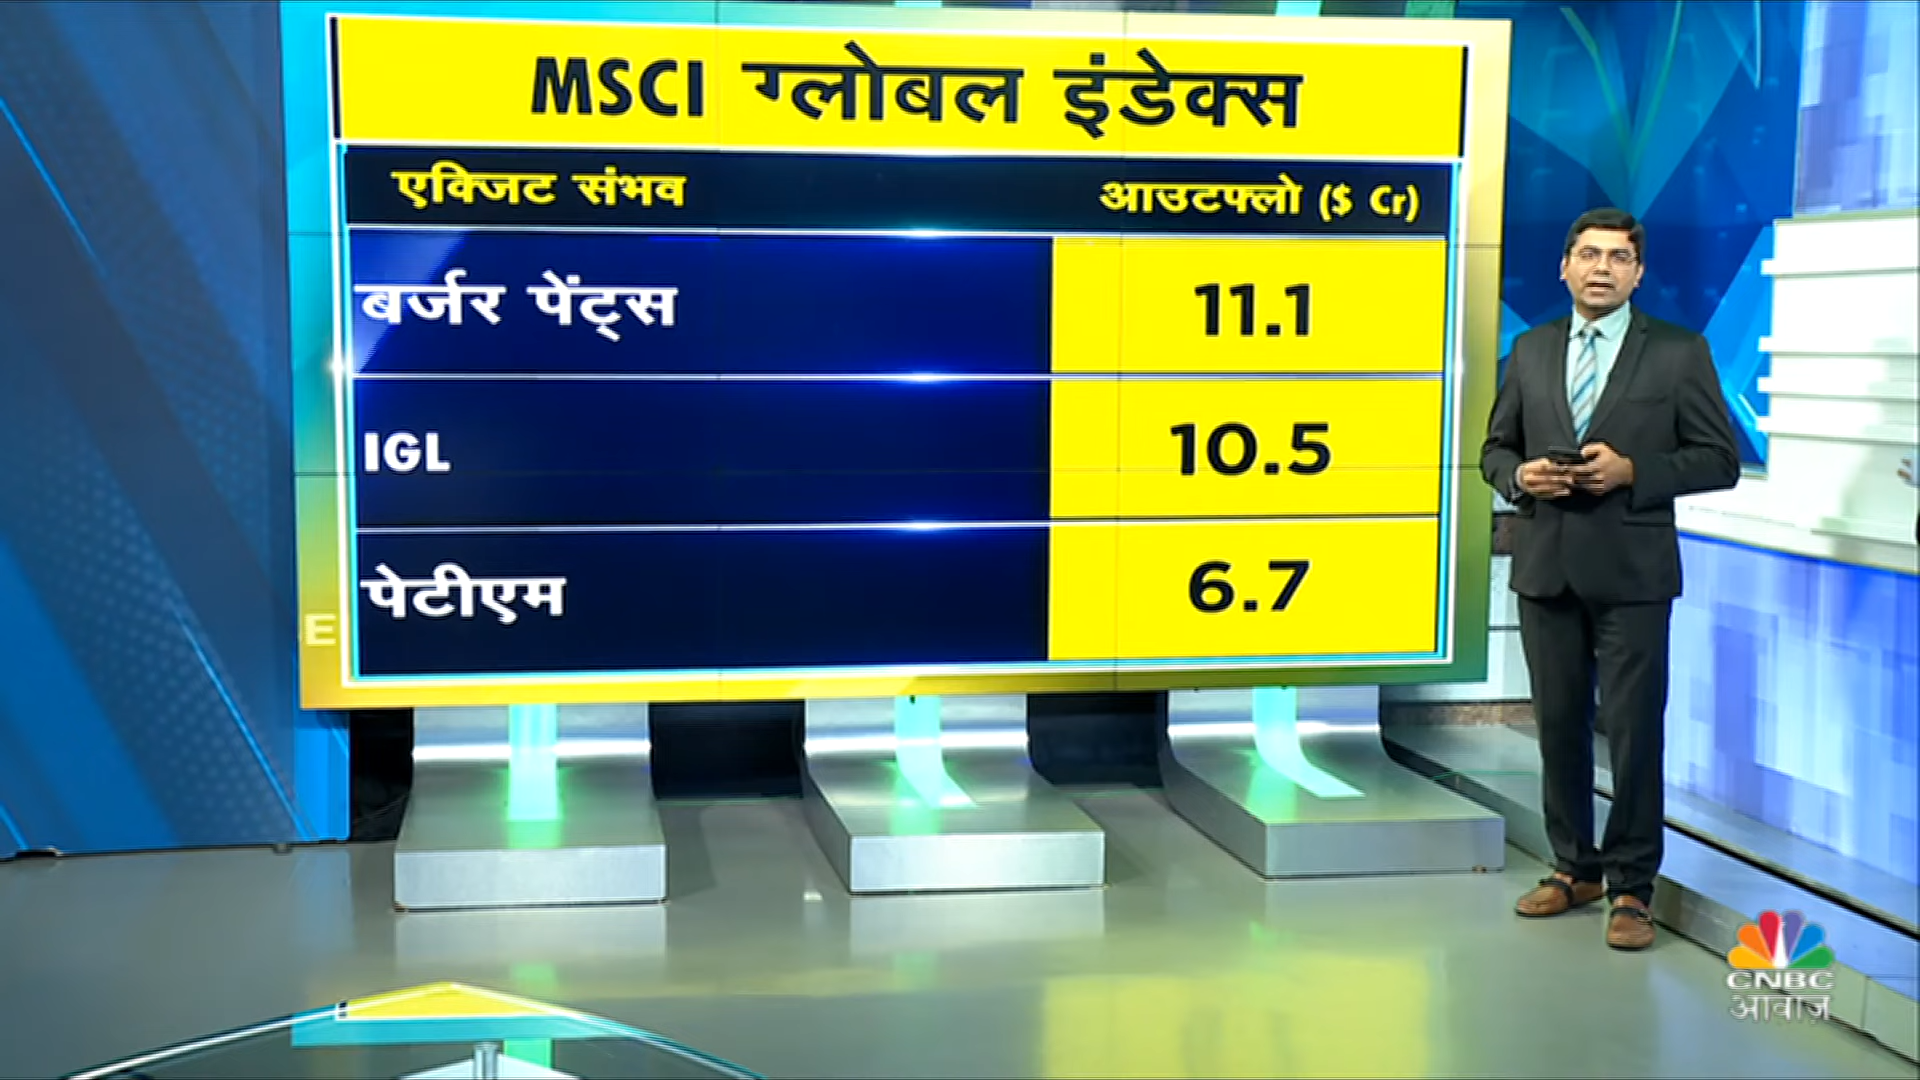 MSCI ग्लोबल इंडेक्स
एक्जिट संभव आउटफ्लो ($ Cr)
बर्जर पेंट्स 11.1
IGL 10.5
पेटीएम 6.7
E
CNBC
आवाज़